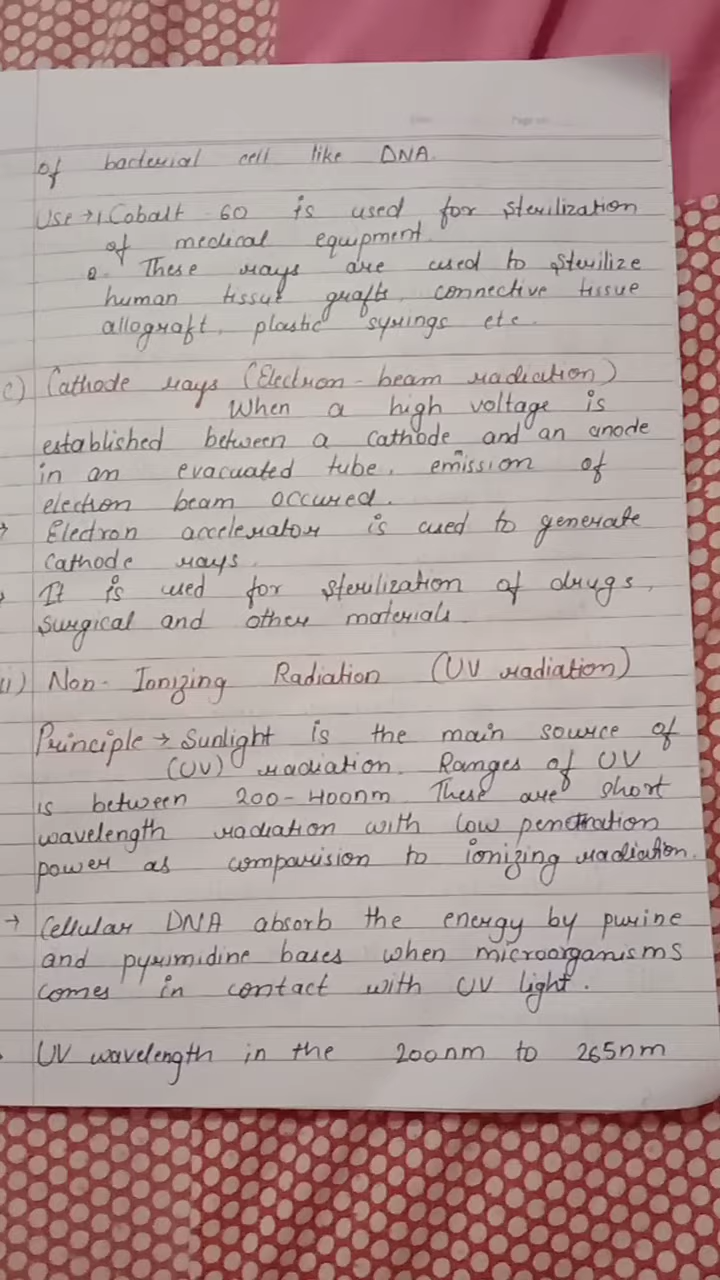 of bacterial cell like DNA.
Use → 1. Cobalt 60 is used for sterilization
of medical equipment.
2. These rays are used to sterilize
human tissue grafts, connective tissue
allograft, plastic syrings etc.
c) Cathode rays (Electron-beam radiation)
When a high voltage is
established between a cathode and an anode
in an evacuated tube, emission of
electron beam occured.
→ Electron accelerator is used to generate
cathode rays.
→ It is used for sterilization of drugs,
surgical and other materials
ii) Non-Ionizing Radiation (UV radiation)
Principle → Sunlight is the main source of
(UV) radiation. Ranges of UV
is between 200-400nm These are short
wavelength radiation with low penetration
power as comparision to ionizing radiation.
→ Cellular DNA absorb the energy by purine
and pyrimidine bases when microorganisms
comes in contact with UV light.
UV wavelength in the 200nm to 265nm